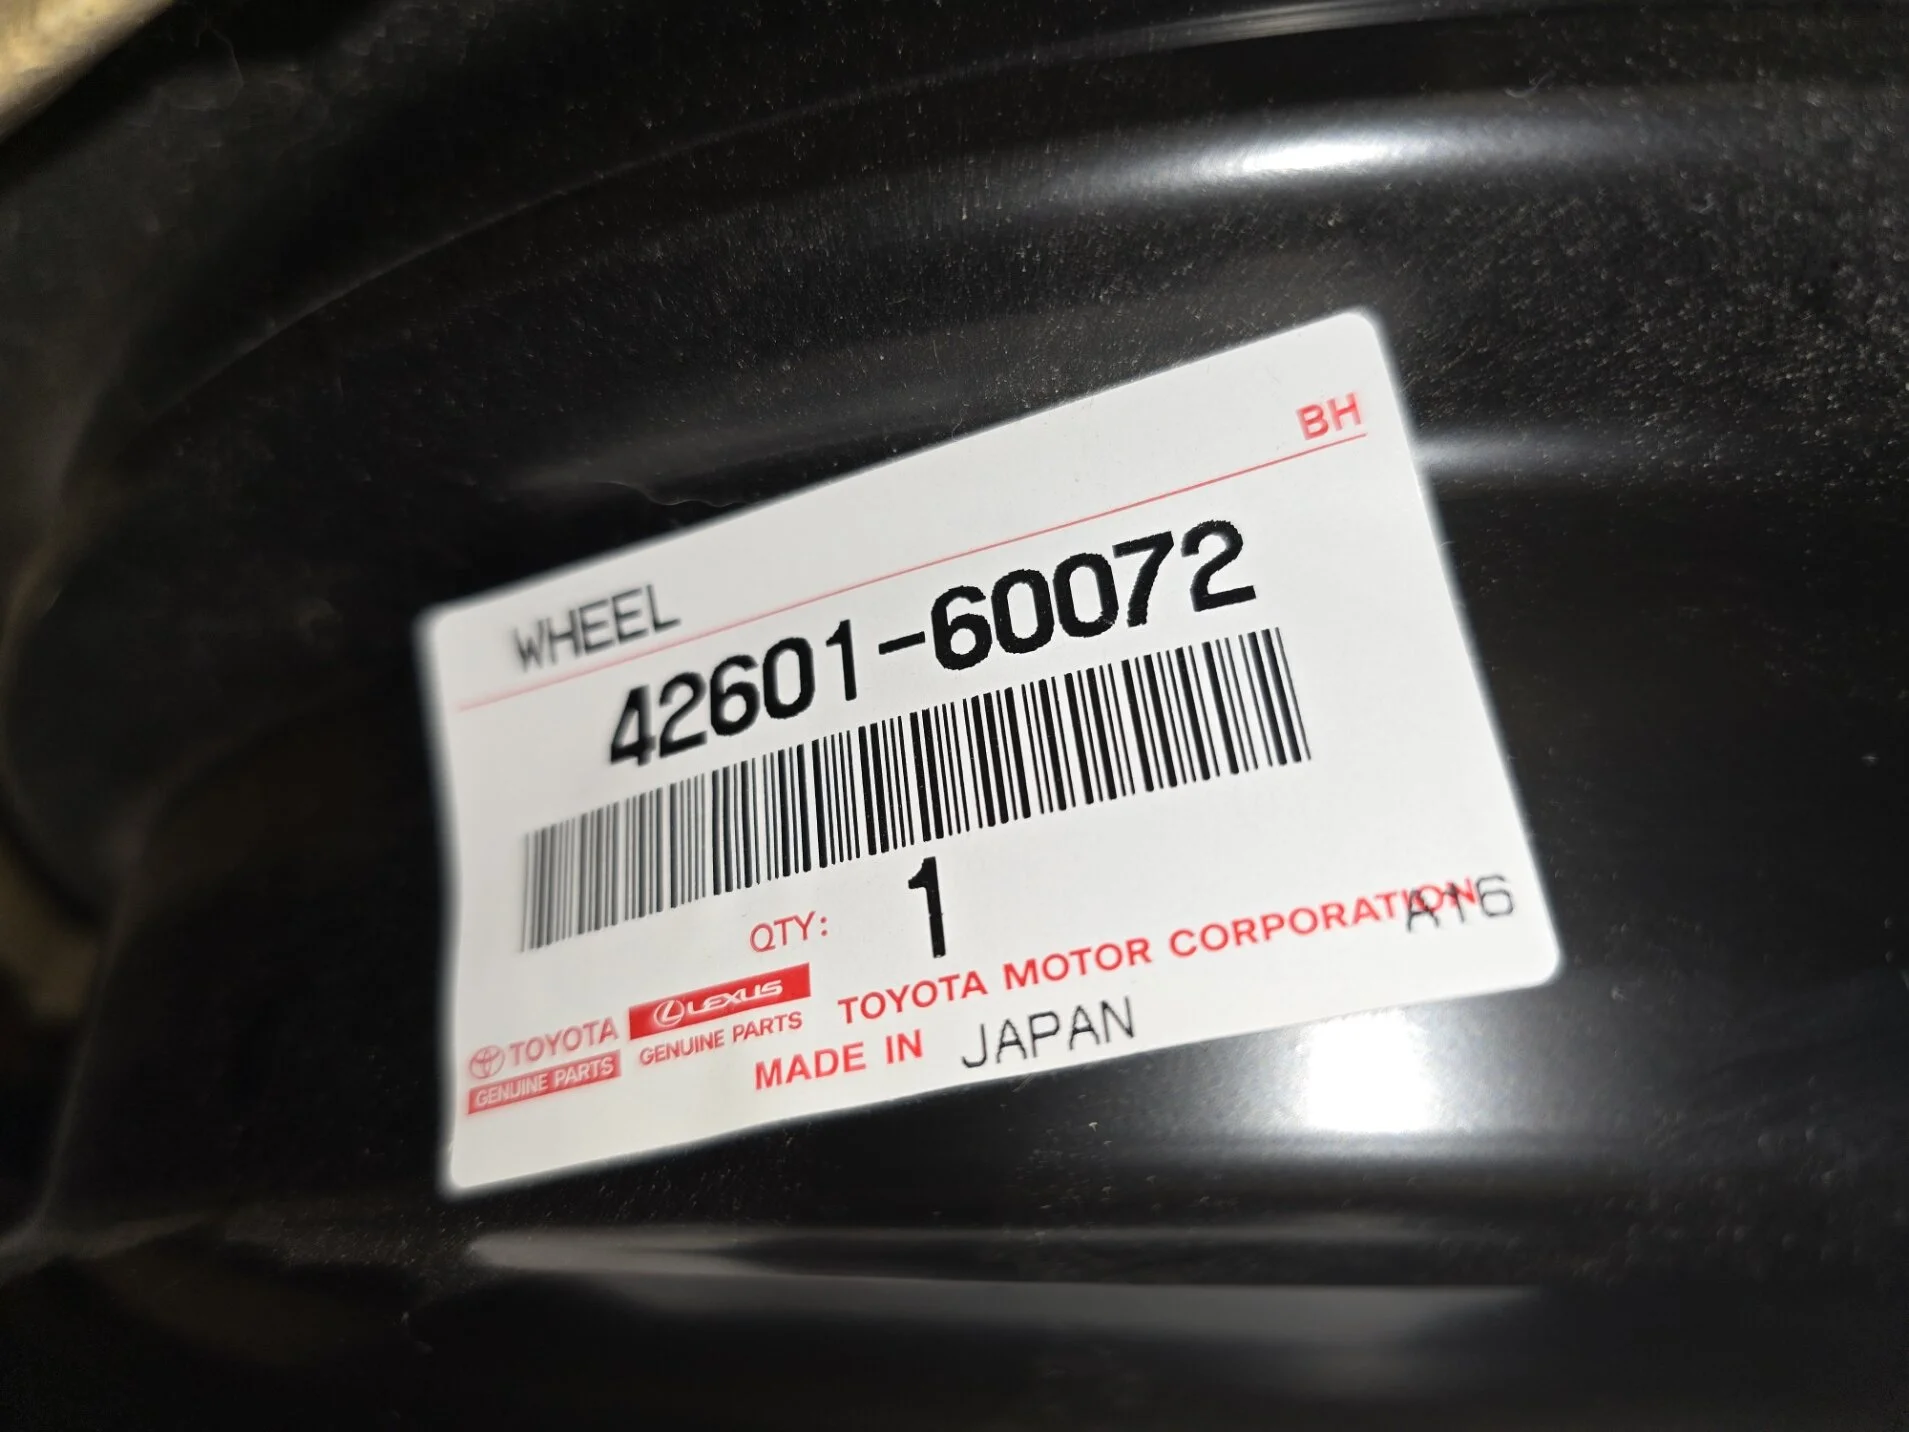 BH
WHEEL
42601-60072
QTY: 1
TOYOTA LEXUS TOYOTA MOTOR CORPORATION A16
GENUINE PARTS GENUINE PARTS MADE IN JAPAN